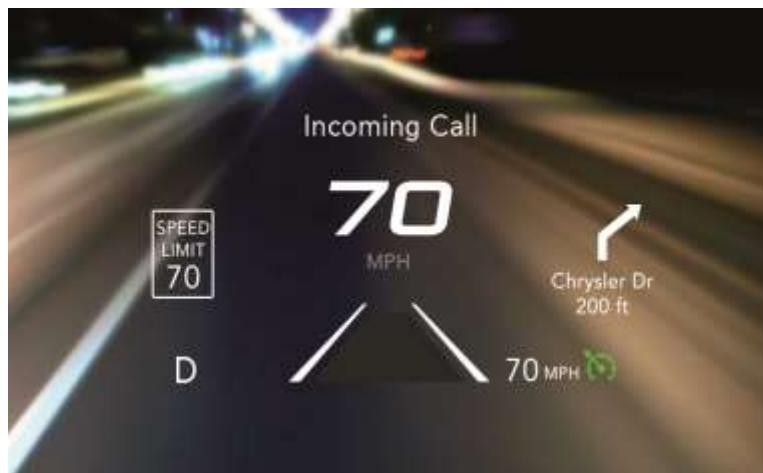 Incoming Call
70
MPH
SPEED
LIMIT
70
Chrysler Dr
200 ft
D
70 MPH